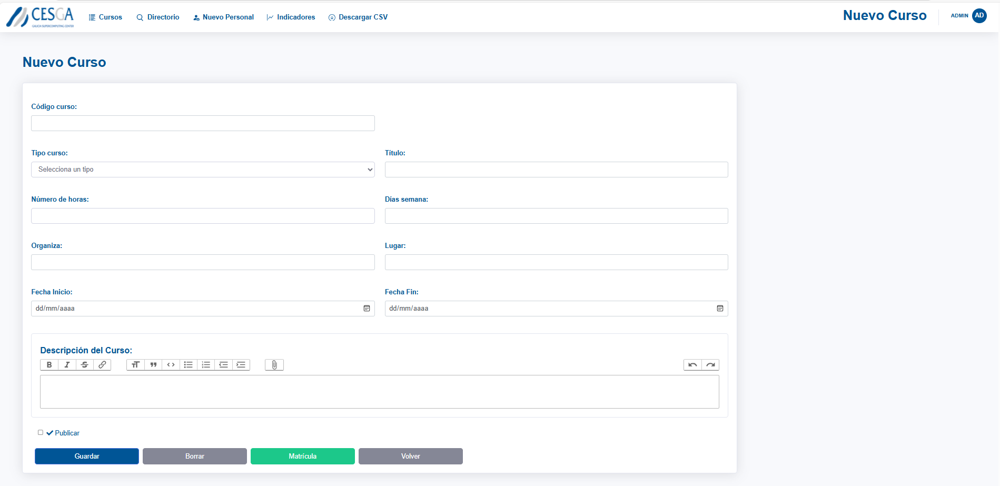 CESGA
GALICIA SUPERCOMPUTING CENTER
Cursos
Directorio
Nuevo Personal
Indicadores
Descargar CSV
Nuevo Curso
ADMIN
AD
Nuevo Curso
Código curso:
Tipo curso:
Título:
Selecciona un tipo
Número de horas:
Días semana:
Organiza:
Lugar:
Fecha Inicio:
Fecha Fin:
dd/mm/aaaa
dd/mm/aaaa
Descripción del Curso:
Publicar
Guardar
Borrar
Matrícula
Volver